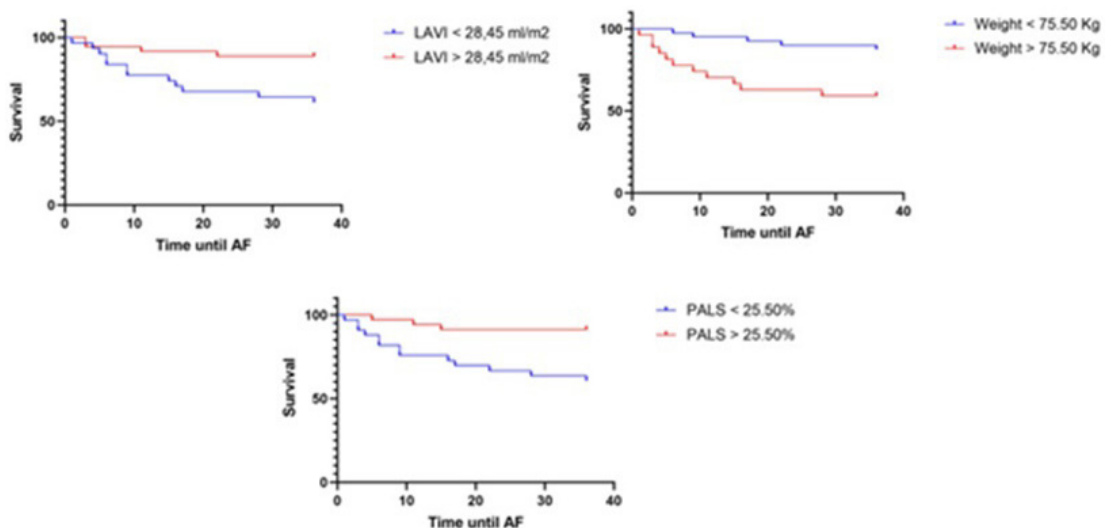 LAVI < 28,45 ml/m2
LAVI > 28,45 ml/m2
100
50
0
Survival
0 10 20 30 40
Time until AF
Weight < 75.50 Kg
Weight > 75.50 Kg
100
50
0
Survival
0 10 20 30 40
Time until AF
PALS < 25.50%
PALS > 25.50%
100
50
0
Survival
0 10 20 30 40
Time until AF